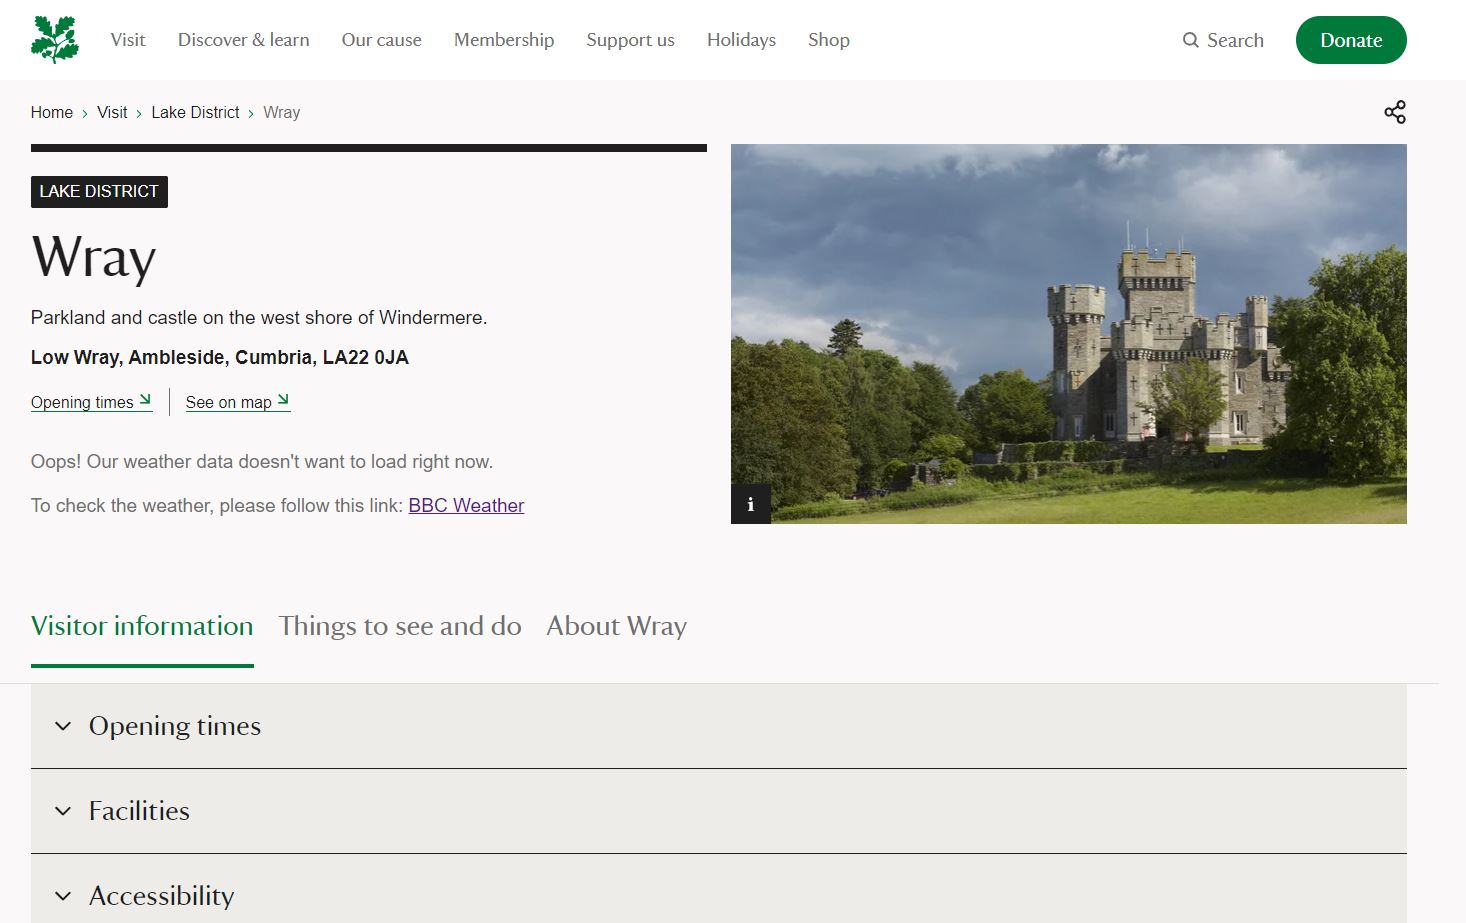 Visit Discover & learn Our cause Membership Support us Holidays Shop Search Donate
Home > Visit > Lake District > Wray
LAKE DISTRICT
Wray
Parkland and castle on the west shore of Windermere.
Low Wray, Ambleside, Cumbria, LA22 0JA
Opening times See on map
Oops! Our weather data doesn't want to load right now.
To check the weather, please follow this link: BBC Weather
i
Visitor information Things to see and do About Wray
Opening times
Facilities
Accessibility